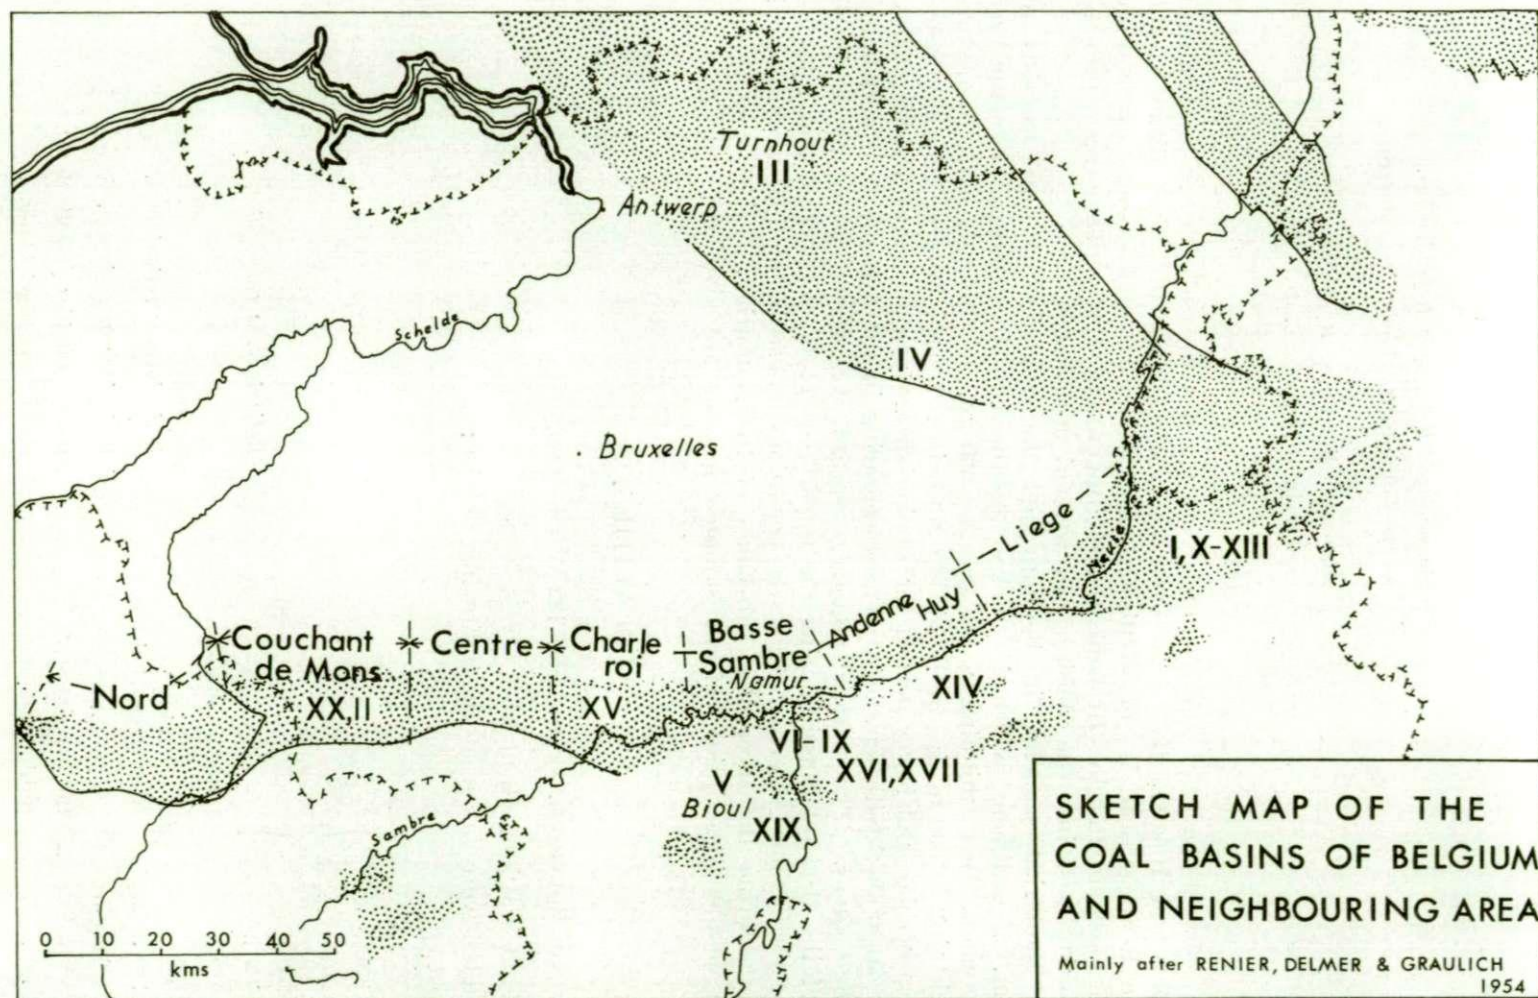 Turnhout
III
Antwerp
Schelde
IV
Bruxelles
Liege
Meuse
I, X-XIII
Andenne
Huy
Couchant
de Mons
Centre
Charle
roi
Basse
Sambre
Namur
Nord
XX, II
XV
XIV
VI-IX
XVI, XVII
V
Bioul
XIX
Sambre
0 10 20 30 40 50
kms
SKETCH MAP OF THE
COAL BASINS OF BELGIUM
AND NEIGHBOURING AREA
Mainly after RENIER, DELMER & GRAULICH
1954